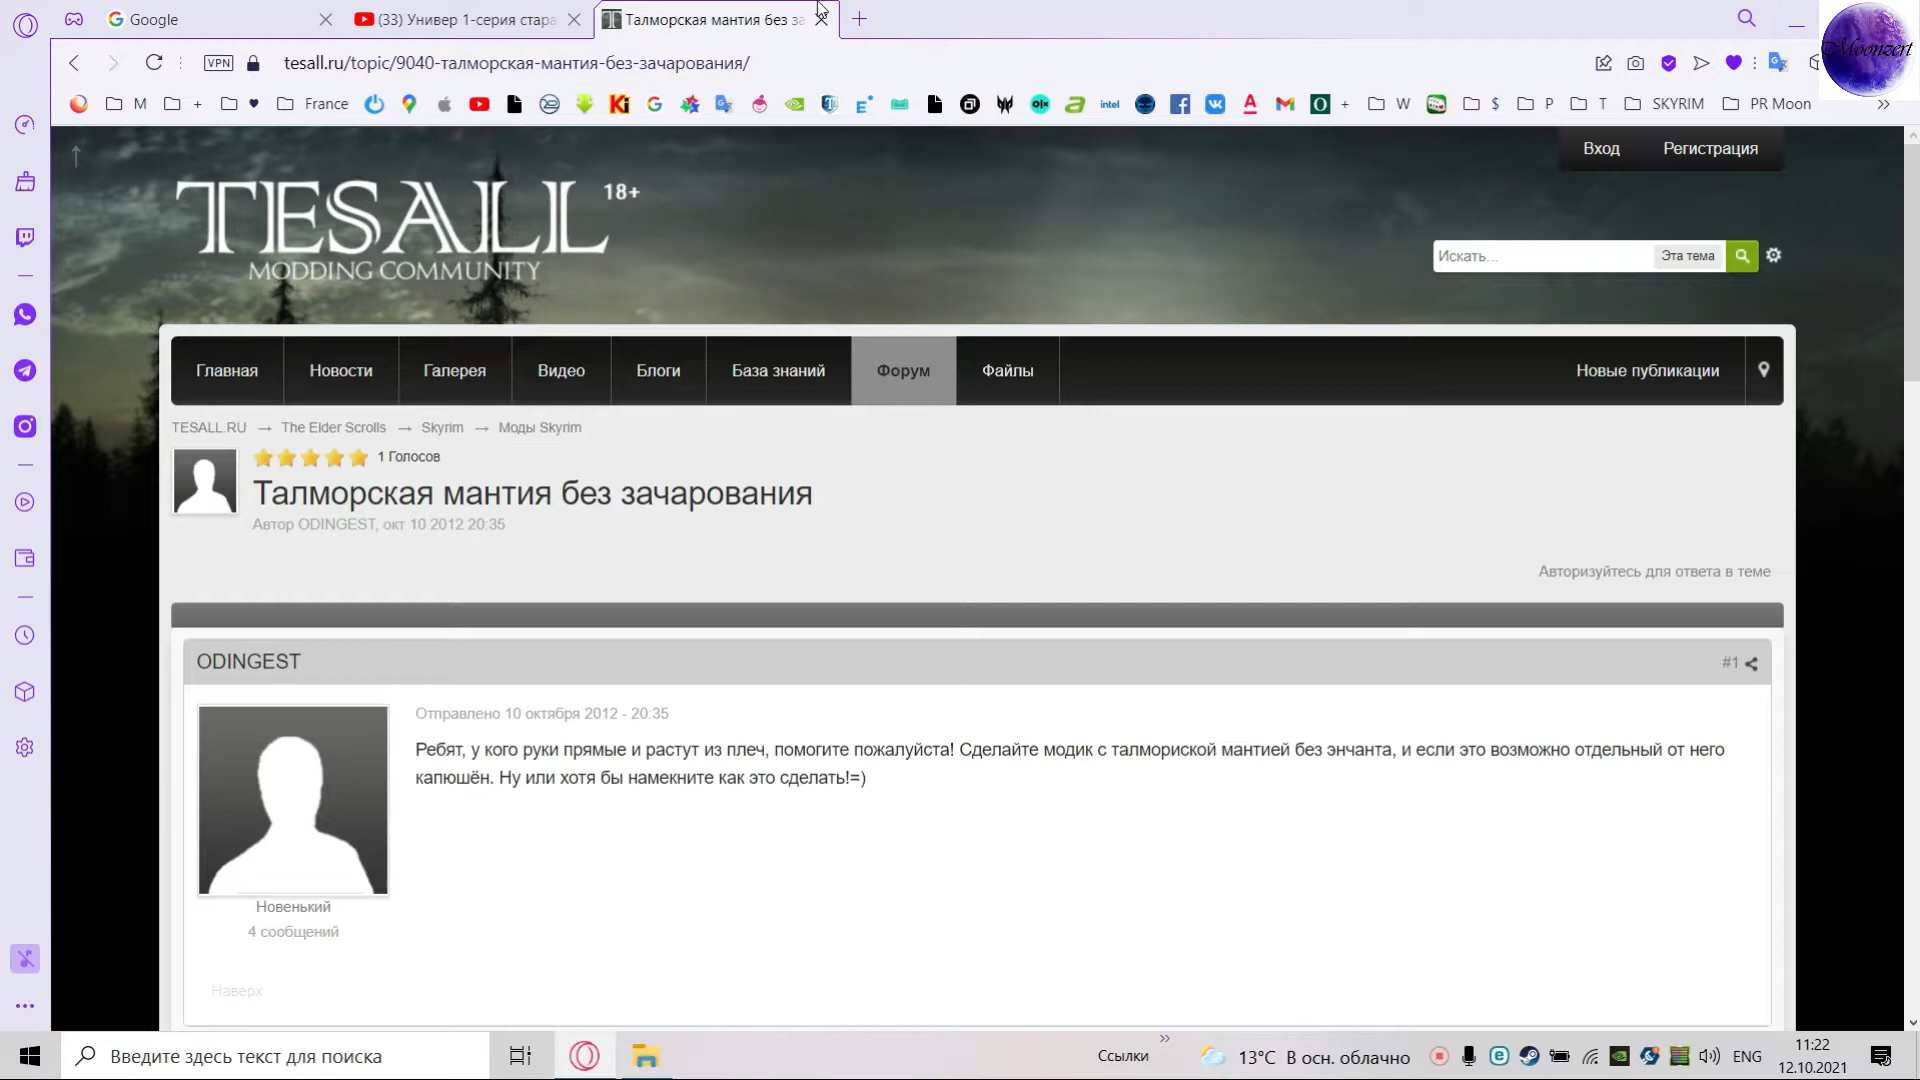 Google
(33) Универ 1-серия стара
Талморская мантия без за
VPN
tesall.ru/topic/9040-талморская-мантия-без-зачарования/
M
+
France
Ki
intel
+
W
$
P
T
SKYRIM
PR Moon
Moonzert
Вход
Регистрация
TESALL
18+
MODDING COMMUNITY
Искать...
Эта тема
Главная
Новости
Галерея
Видео
Блоги
База знаний
Форум
Файлы
Новые публикации
TESALL.RU → The Elder Scrolls → Skyrim → Моды Skyrim
1 Голосов
Талморская мантия без зачарования
Автор ODINGEST, окт 10 2012 20:35
Авторизуйтесь для ответа в теме
ODINGEST
#1
Отправлено 10 октября 2012 - 20:35
Ребят, у кого руки прямые и растут из плеч, помогите пожалуйста! Сделайте модик с талмориской мантией без энчанта, и если это возможно отдельный от него
капюшён. Ну или хотя бы намекните как это сделать!=)
Новенький
4 сообщений
Наверх
Введите здесь текст для поиска
Ссылки
13°C В осн. облачно
ENG
11:22
12.10.2021